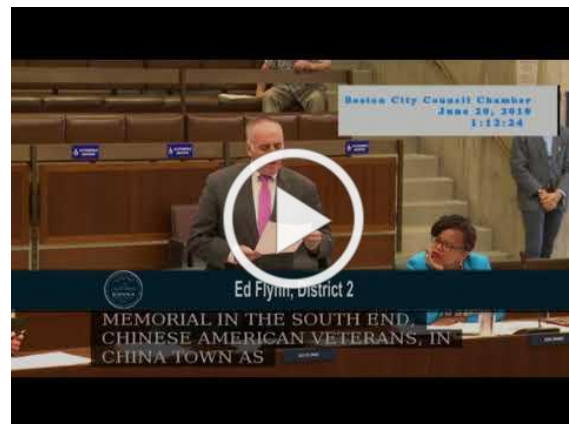 Boston City Council Chamber
June 20, 2018
1:12:24
Ed Flynn, District 2
MEMORIAL IN THE SOUTH END,
CHINESE AMERICAN VETERANS, IN
CHINA TOWN AS